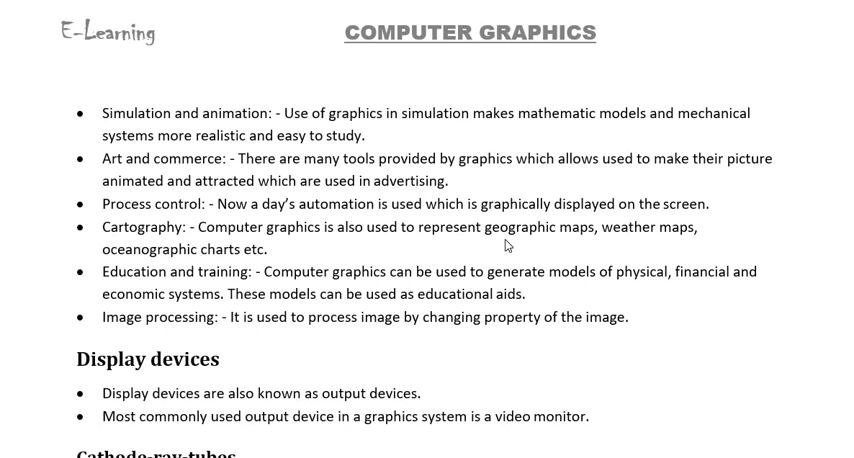 E-Learning
COMPUTER GRAPHICS
• Simulation and animation: - Use of graphics in simulation makes mathematic models and mechanical
systems more realistic and easy to study.
• Art and commerce: - There are many tools provided by graphics which allows used to make their picture
animated and attracted which are used in advertising.
• Process control: - Now a day’s automation is used which is graphically displayed on the screen.
• Cartography: - Computer graphics is also used to represent geographic maps, weather maps,
oceanographic charts etc.
• Education and training: - Computer graphics can be used to generate models of physical, financial and
economic systems. These models can be used as educational aids.
• Image processing: - It is used to process image by changing property of the image.
Display devices
• Display devices are also known as output devices.
• Most commonly used output device in a graphics system is a video monitor.
Cathode-ray-tubes